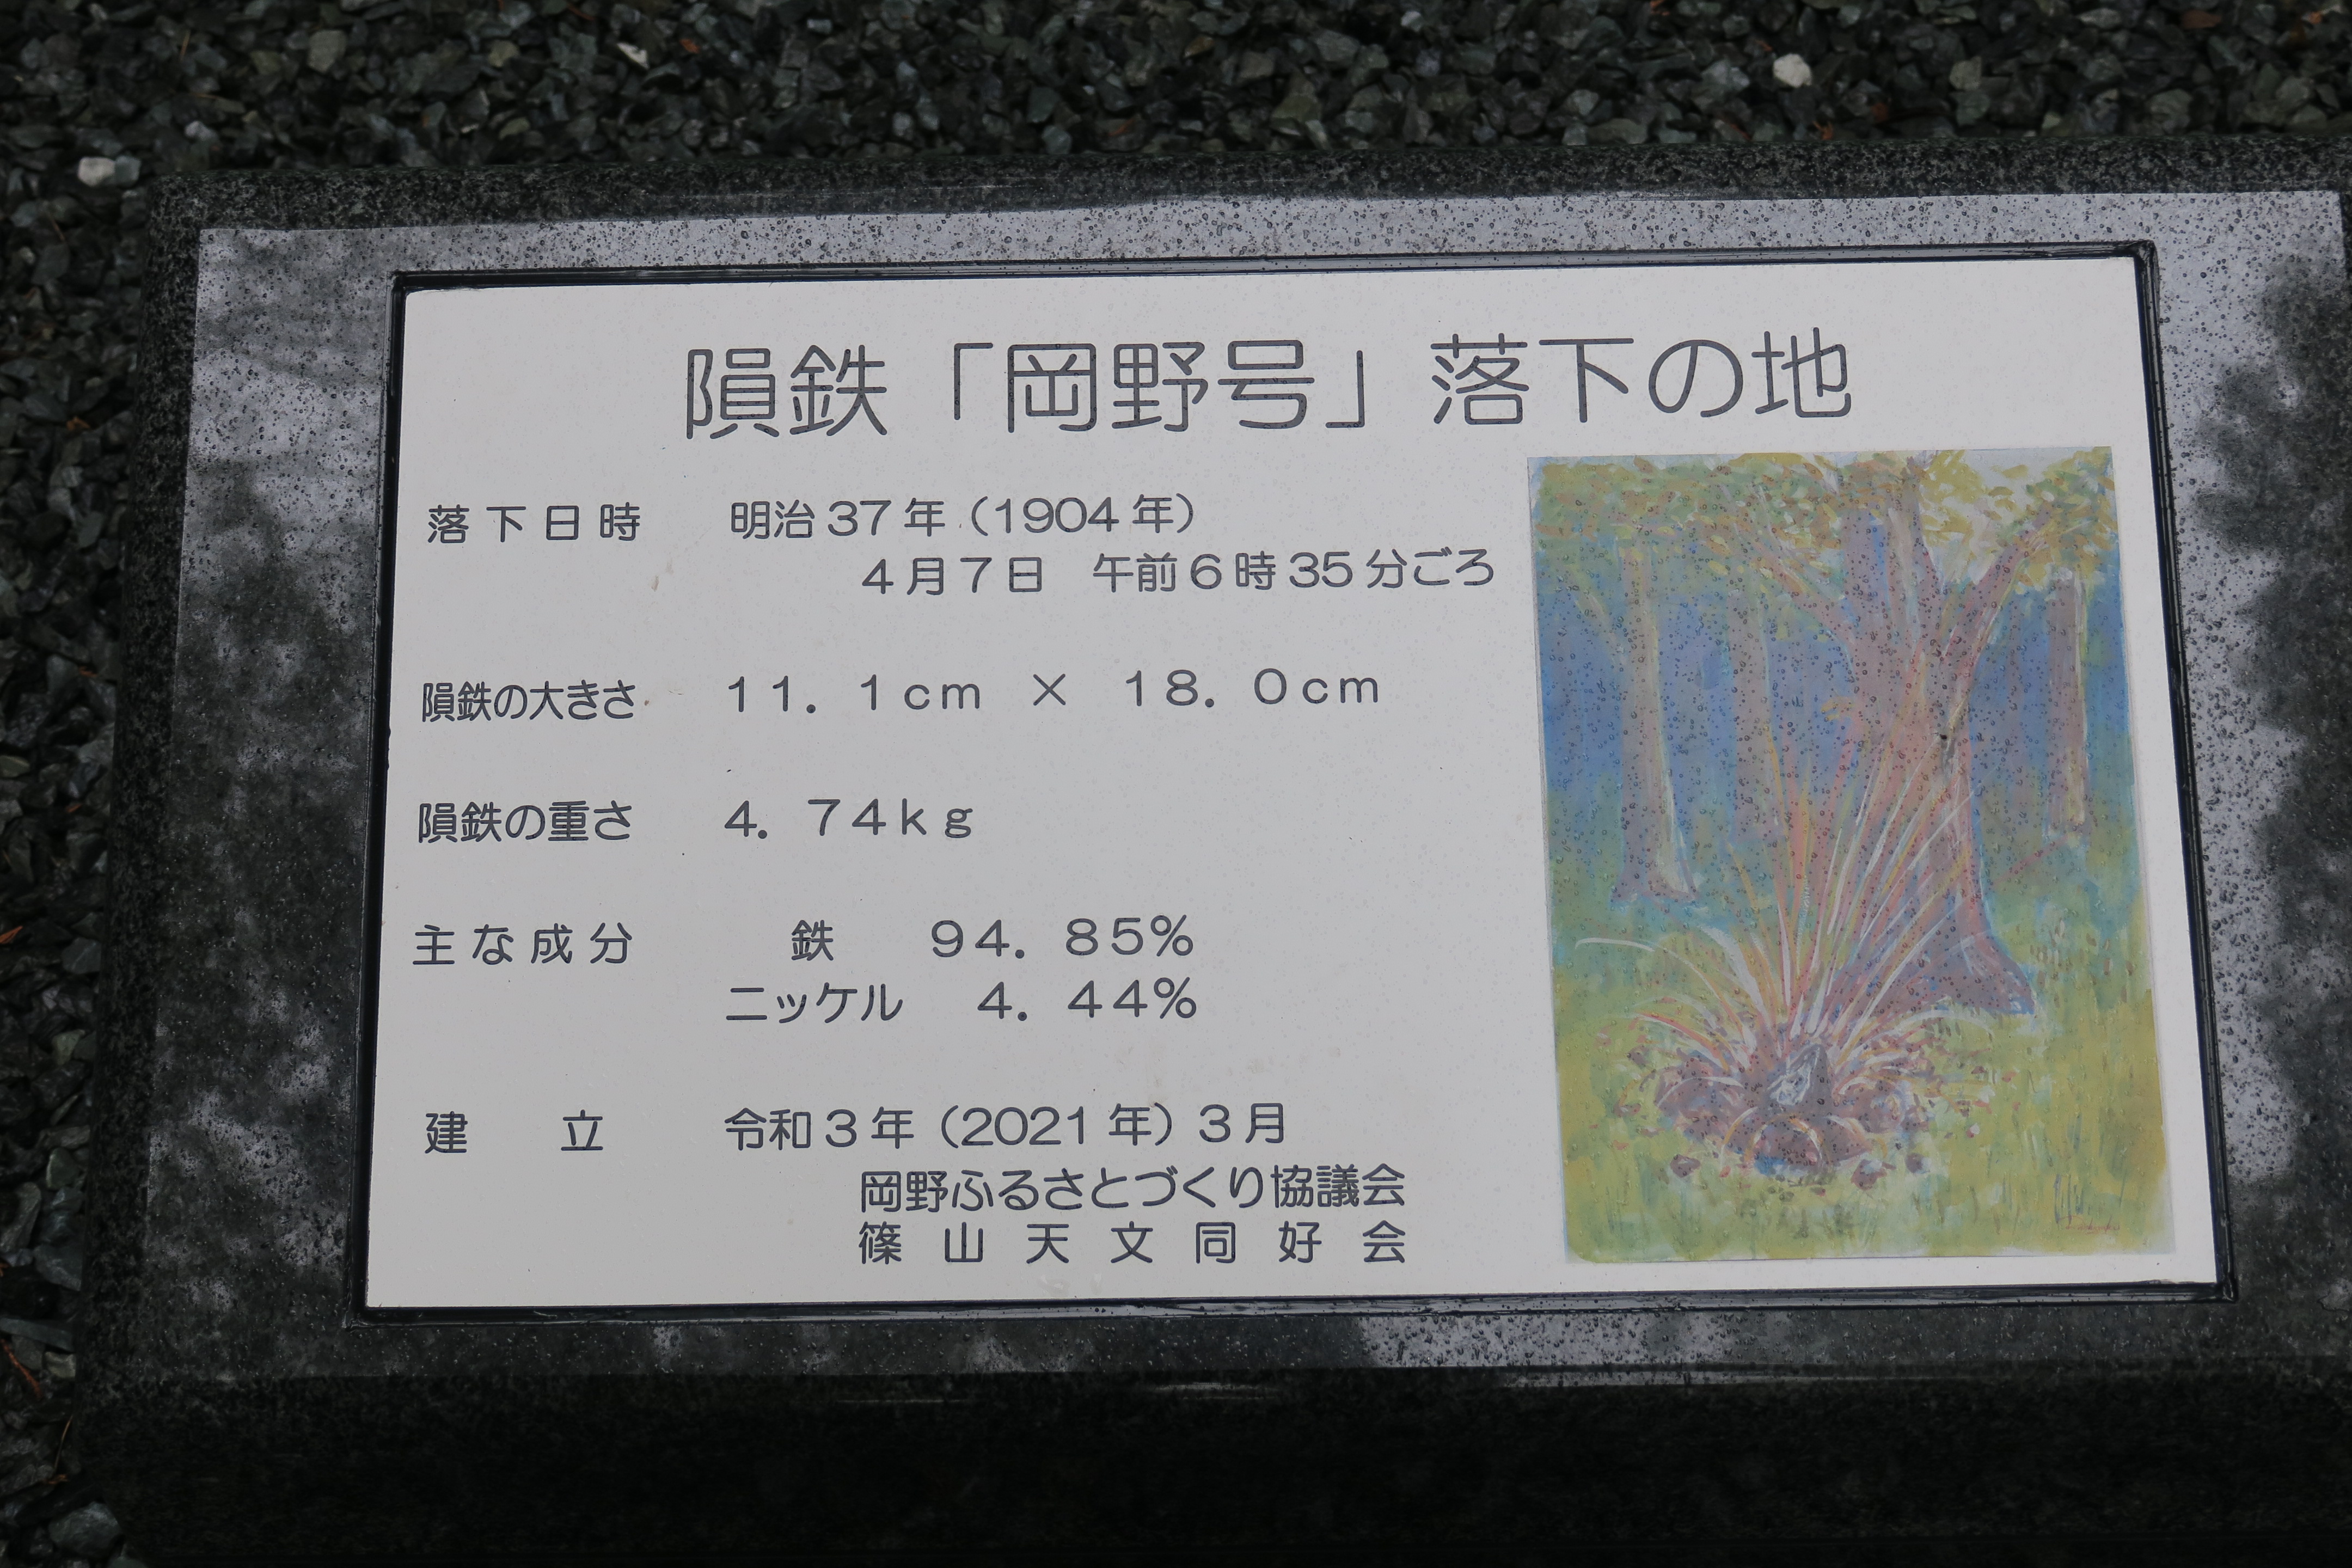 隕鉄「岡野号」落下の地
落下日時 明治37年（1904年）
4月7日 午前6時35分ごろ
隕鉄の大きさ 11.1cm × 18.0cm
隕鉄の重さ 4.74kg
主な成分 鉄 94.85%
ニッケル 4.44%
建立 令和3年（2021年）3月
岡野ふるさとづくり協議会
篠山天文同好会